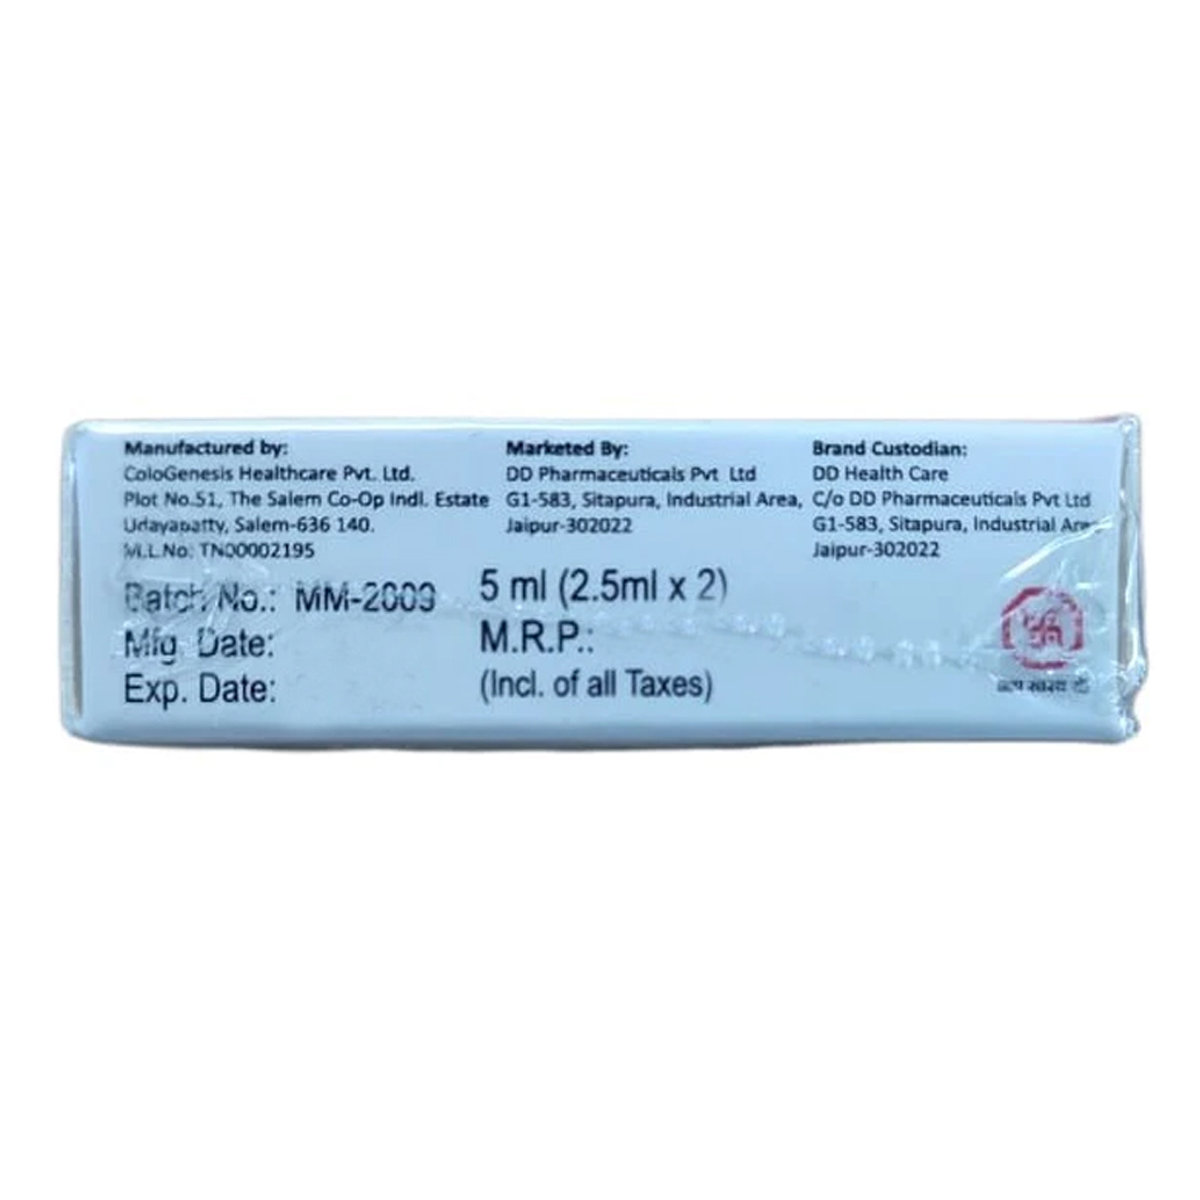 Manufactured by:
ColoGenesis Healthcare Pvt. Ltd.
Plot No.51, The Salem Co-Op Indl. Estate
Udayapatty, Salem-636 140.
M.L.No: TN00002195
Marketed By:
DD Pharmaceuticals Pvt Ltd
G1-583, Sitapura, Industrial Area,
Jaipur-302022
Brand Custodian:
DD Health Care
C/o DD Pharmaceuticals Pvt Ltd
G1-583, Sitapura, Industrial Area
Jaipur-302022
Batch No.: MM-2009
Mfg. Date:
Exp. Date:
5 ml (2.5ml x 2)
M.R.P.:
(Incl. of all Taxes)